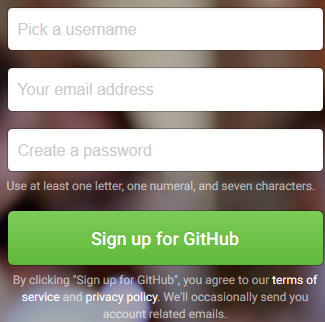 Pick a username
Your email address
Create a password
Use at least one letter, one numeral, and seven characters.
Sign up for GitHub
By clicking "Sign up for GitHub", you agree to our terms of
service and privacy policy. We'll occasionally send you
account related emails.